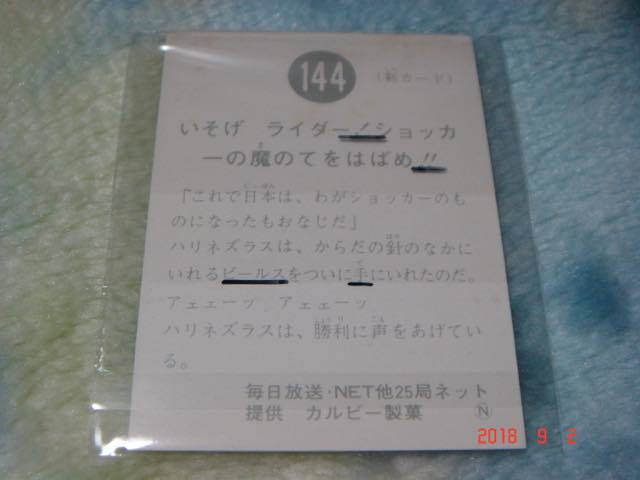 144
(新カード)
いそげ ライダー!ショッカ
ーの魔のてをはばめ!!
「これで日本は、わがショッカーのも
のになったもおなじだ」
ハリネズラスは、からだの針のなかに
いれるビールスをついに手にいれたのだ。
アェェーッ アェェーッ
ハリネズラスは、勝利に声をあげてい
る。
毎日放送・NET他25局ネット
提供 カルビー製菓 Ⓝ
2018 9 2